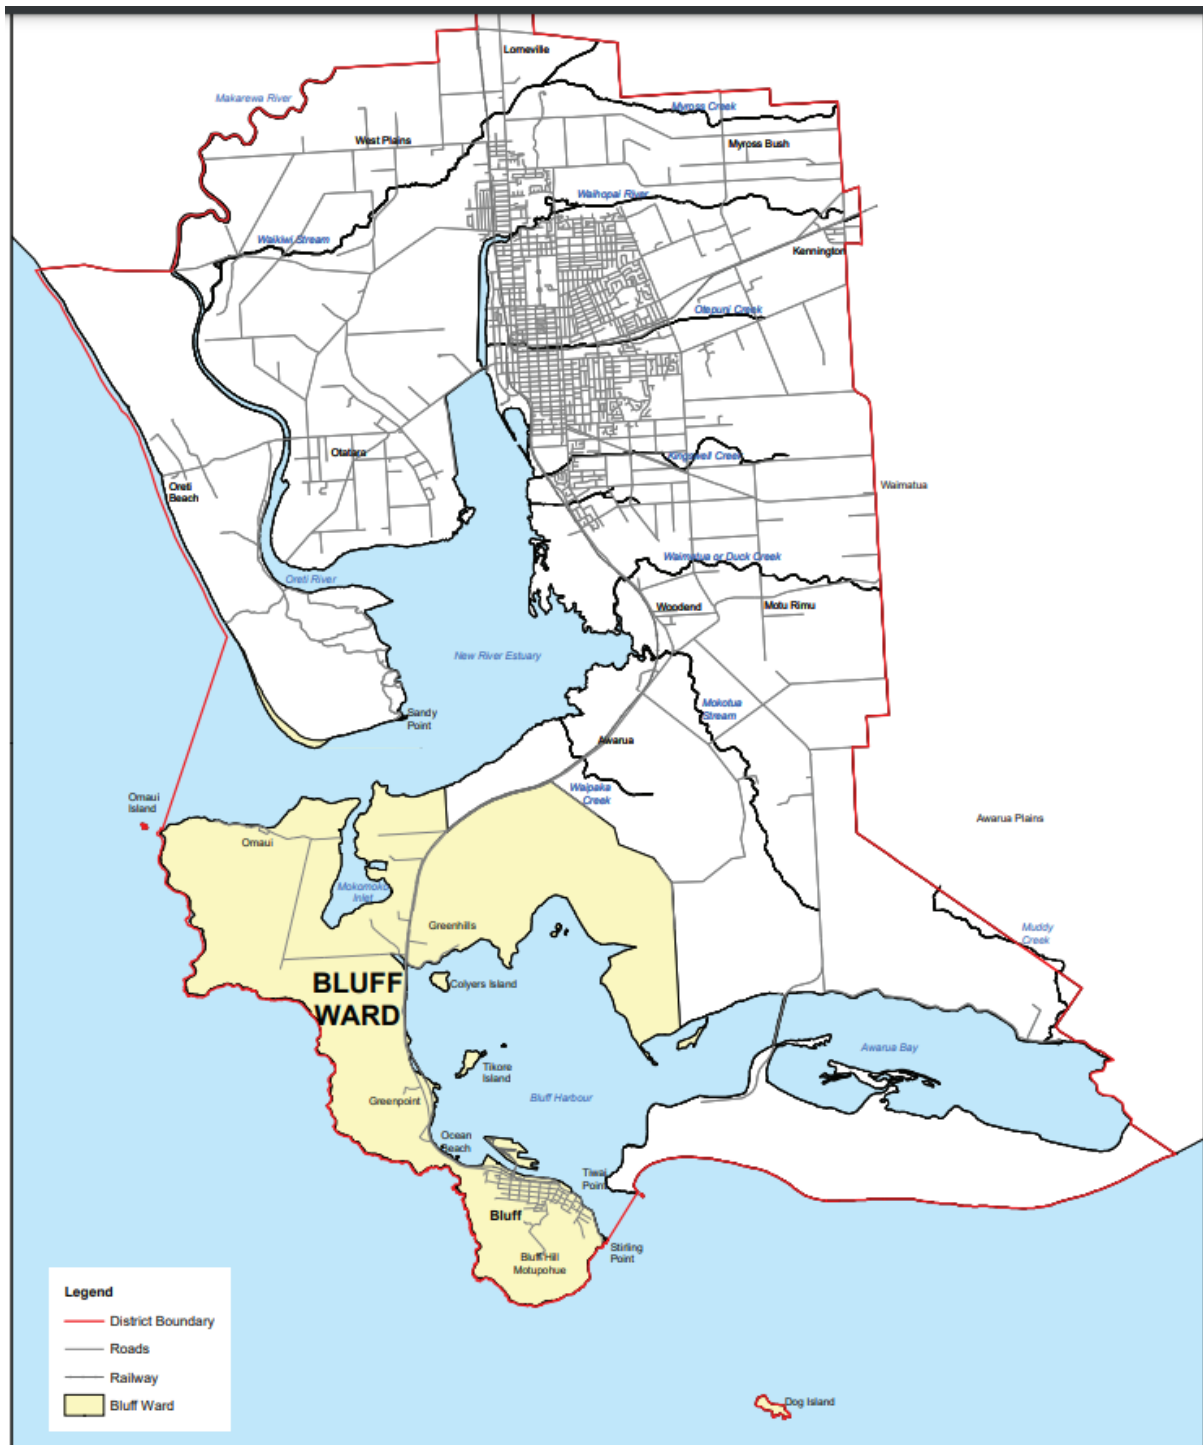 Lorneville
Makarewa River
Myross Creek
West Plains
Myross Bush
Waihopai River
Waikiwi Stream
Kennington
Otepuni Creek
Otatara
Kingswell Creek
Oreti
Beach
Waimatua
Waimatua or Duck Creek
Oreti River
Woodend
Motu Rimu
New River Estuary
Mokotua
Stream
Sandy
Point
Awarua
Waipaka
Creek
Omaui
Island
Awarua Plains
Omaui
Mokomoko
Inlet
Greenhills
Muddy
Creek
BLUFF
WARD
Colyers Island
Awarua Bay
Tikore
Island
Greenpoint
Bluff Harbour
Ocean
Beach
Tiwai
Point
Bluff
Stirling
Point
Bluff Hill
Motupohue
Legend
District Boundary
Roads
Railway
Bluff Ward
Dog Island